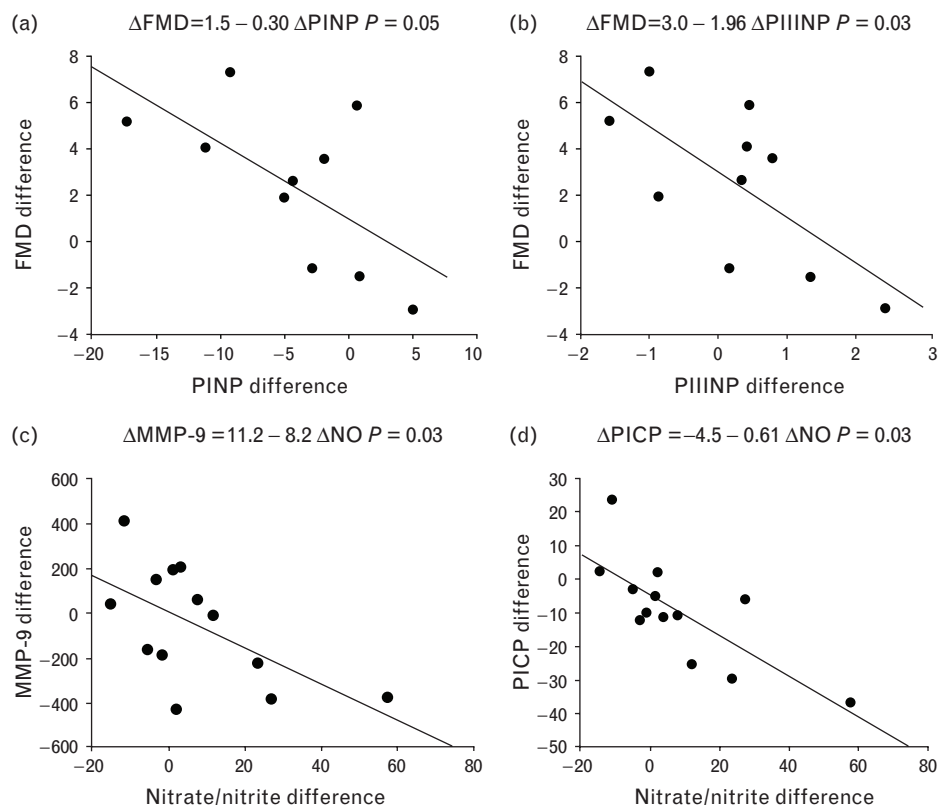 (a) ΔFMD=1.5 – 0.30 ΔPINP P = 0.05
8
6
4
2
0
−2
−4
FMD difference
−20 −15 −10 −5 0 5 10
PINP difference
(b) ΔFMD=3.0 – 1.96 ΔPIIINP P = 0.03
8
6
4
2
0
−2
−4
FMD difference
−2 −1 0 1 2 3
PIIINP difference
(c) ΔMMP-9 = 11.2 – 8.2 ΔNO P = 0.03
600
400
200
0
−200
−400
−600
MMP-9 difference
−20 0 20 40 60 80
Nitrate/nitrite difference
(d) ΔPICP = −4.5 – 0.61 ΔNO P = 0.03
30
20
10
0
−10
−20
−30
−40
−50
PICP difference
−20 0 20 40 60 80
Nitrate/nitrite difference